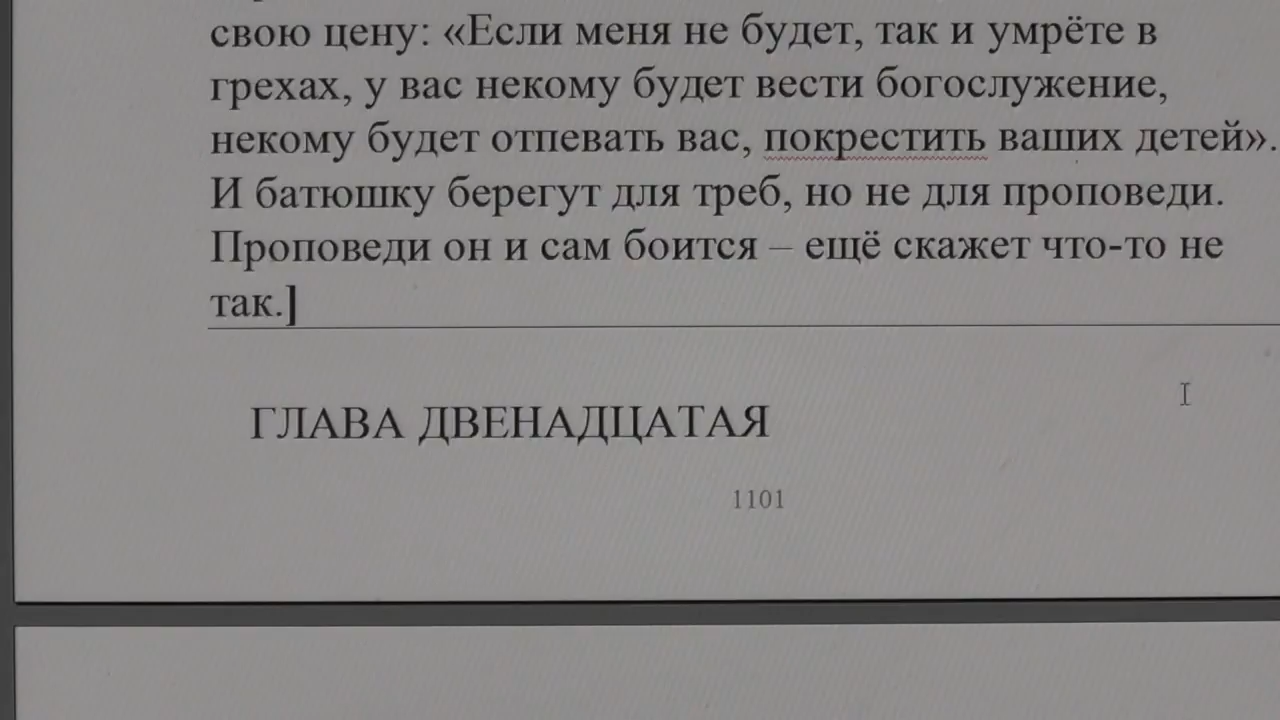 свою цену: «Если меня не будет, так и умрёте в
грехах, у вас некому будет вести богослужение,
некому будет отпевать вас, покрестить ваших детей».
И батюшку берегут для треб, но не для проповеди.
Проповеди он и сам боится – ещё скажет что-то не
так.]
ГЛАВА ДВЕНАДЦАТАЯ
1101